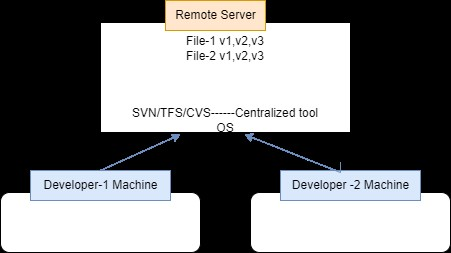 Remote Server
File-1 v1,v2,v3
File-2 v1,v2,v3
SVN/TFS/CVS------Centralized tool
OS
Developer-1 Machine
Developer -2 Machine